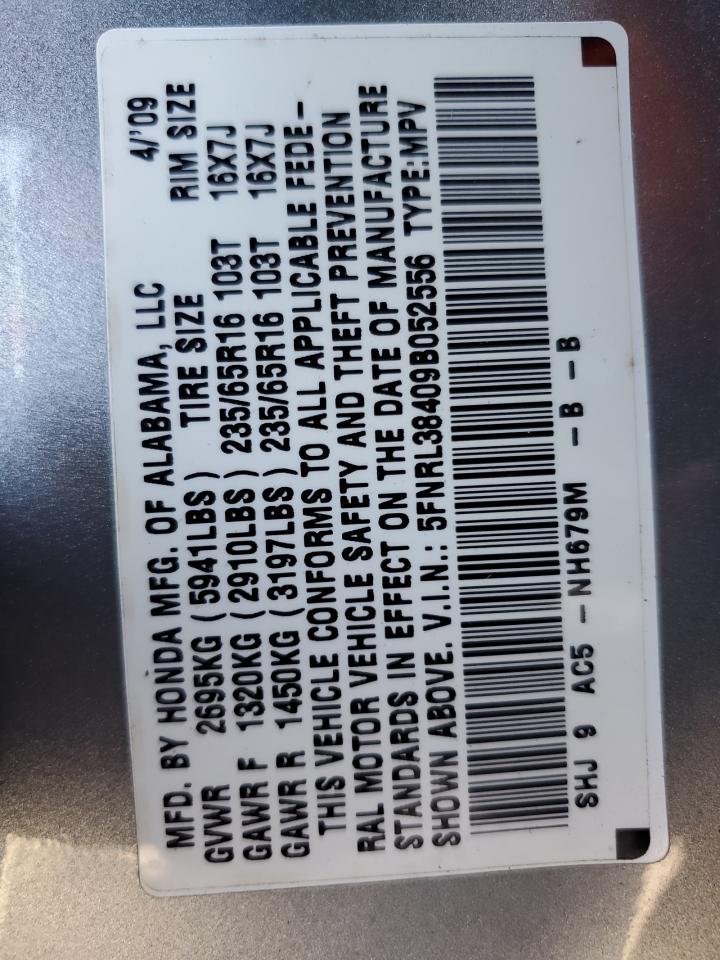 MFD. BY HONDA MFG. OF ALABAMA, LLC 4/'09
GVWR 2695KG ( 5941LBS ) TIRE SIZE RIM SIZE
GAWR F 1320KG ( 2910LBS ) 235/65R16 103T 16X7J
GAWR R 1450KG ( 3197LBS ) 235/65R16 103T 16X7J
THIS VEHICLE CONFORMS TO ALL APPLICABLE FEDE-
RAL MOTOR VEHICLE SAFETY AND THEFT PREVENTION
STANDARDS IN EFFECT ON THE DATE OF MANUFACTURE
SHOWN ABOVE. V.I.N.: 5FNRL38409B052556 TYPE:MPV
SHJ 9 AC5 -NH679M -B -B